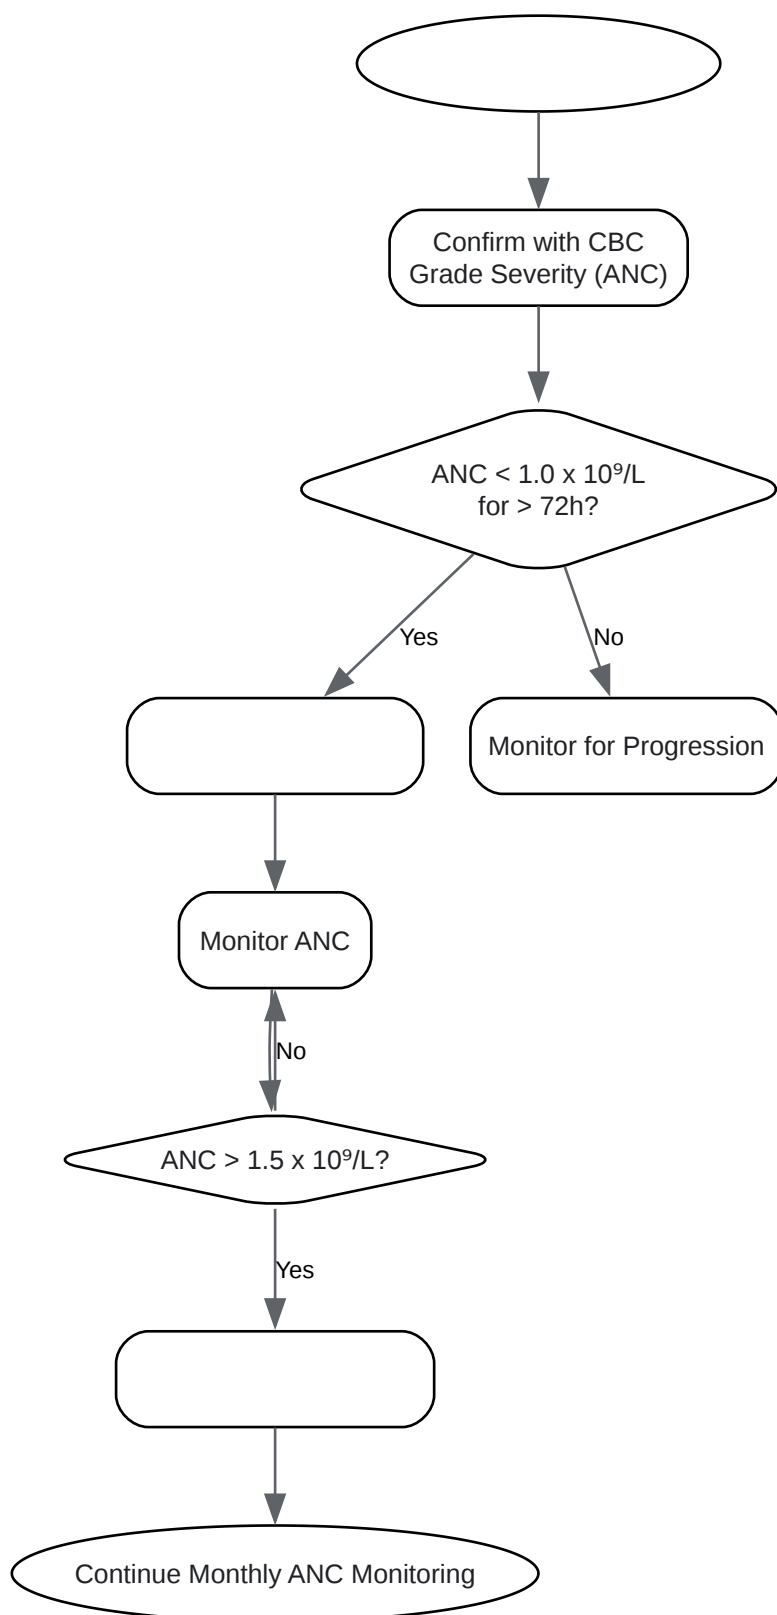 Confirm with CBC
Grade Severity (ANC)
ANC < 1.0 x 10⁹/L
for > 72h?
Yes
No
Monitor for Progression
Monitor ANC
No
ANC > 1.5 x 10⁹/L?
Yes
Continue Monthly ANC Monitoring